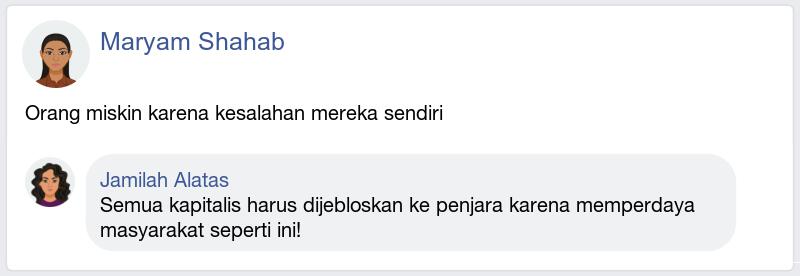 Maryam Shahab
Orang miskin karena kesalahan mereka sendiri
Jamilah Alatas
Semua kapitalis harus dijebloskan ke penjara karena memperdaya
masyarakat seperti ini!